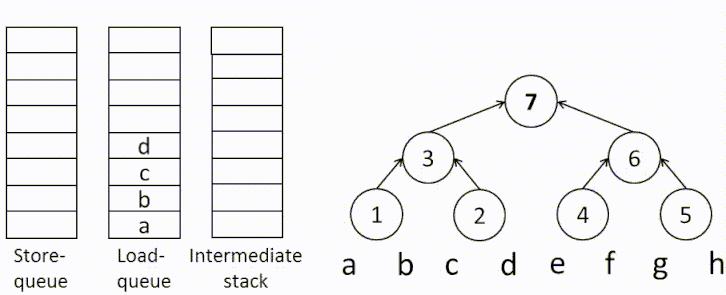 d
c
b
a
Store-
queue
Load-
queue
Intermediate
stack
7
3
6
1
2
4
5
a b c d e f g h